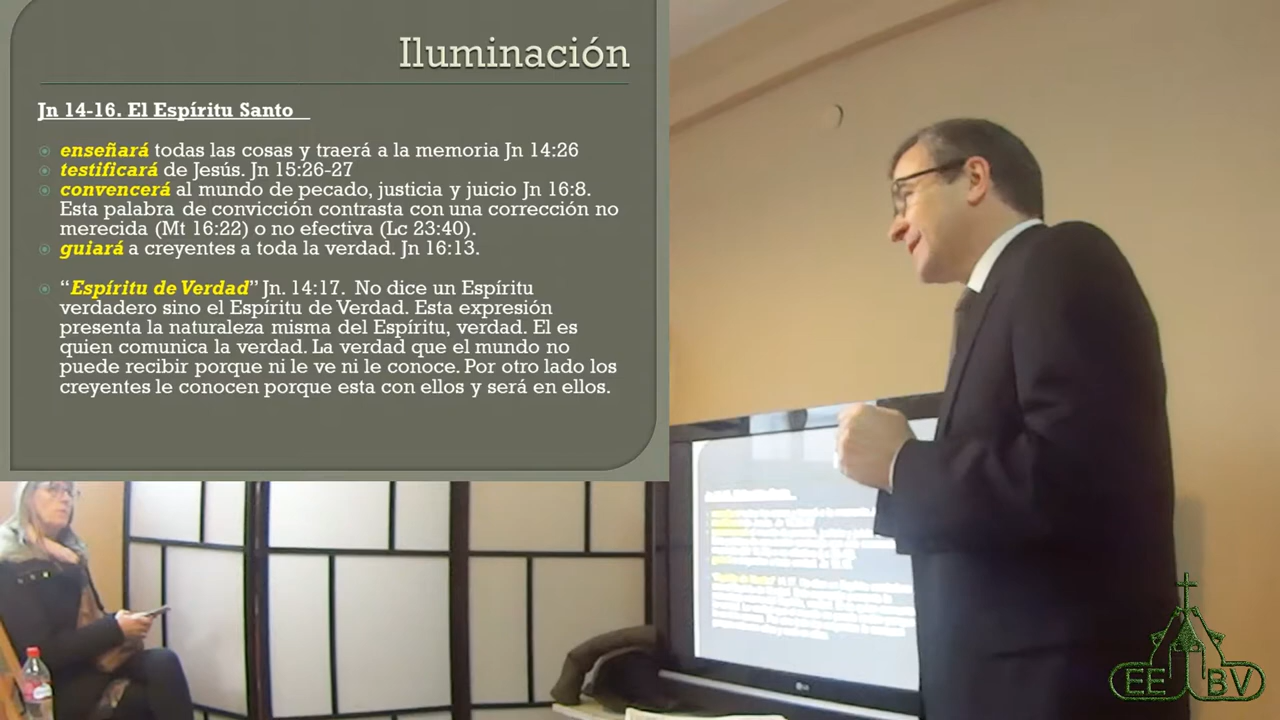 Iluminación
Jn 14-16. El Espíritu Santo
enseñará todas las cosas y traerá a la memoria Jn 14:26
testificará de Jesús. Jn 15:26-27
convencerá al mundo de pecado, justicia y juicio Jn 16:8.
Esta palabra de convicción contrasta con una corrección no
merecida (Mt 16:22) o no efectiva (Lc 23:40).
guiará a creyentes a toda la verdad. Jn 16:13.
“Espíritu de Verdad” Jn. 14:17. No dice un Espíritu
verdadero sino el Espíritu de Verdad. Esta expresión
presenta la naturaleza misma del Espíritu, verdad. El es
quien comunica la verdad. La verdad que el mundo no
puede recibir porque ni le ve ni le conoce. Por otro lado los
creyentes le conocen porque esta con ellos y será en ellos.
LG
EE BV